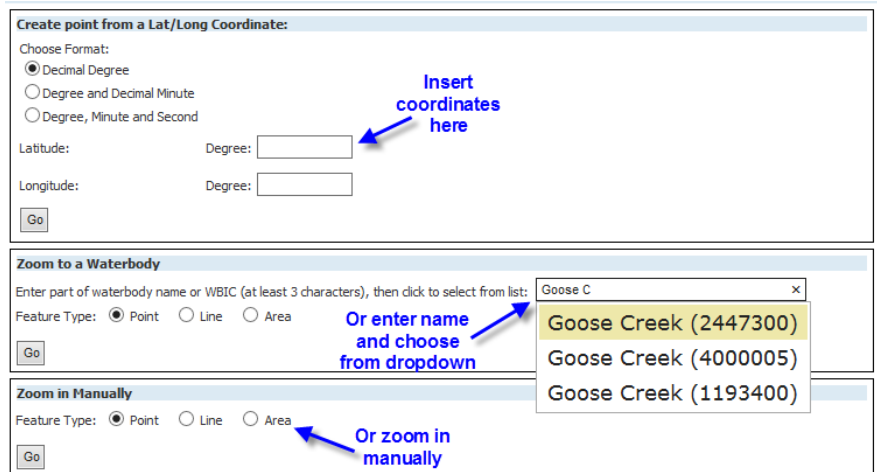 Create point from a Lat/Long Coordinate:
Choose Format:
Decimal Degree
Degree and Decimal Minute
Degree, Minute and Second
Insert
coordinates
here
Latitude: Degree:
Longitude: Degree:
Go
Zoom to a Waterbody
Enter part of waterbody name or WBIC (at least 3 characters), then click to select from list: Goose C ×
Feature Type: Point Line Area
Or enter name
and choose
from dropdown
Goose Creek (2447300)
Goose Creek (4000005)
Goose Creek (1193400)
Go
Zoom in Manually
Feature Type: Point Line Area
Or zoom in
manually
Go